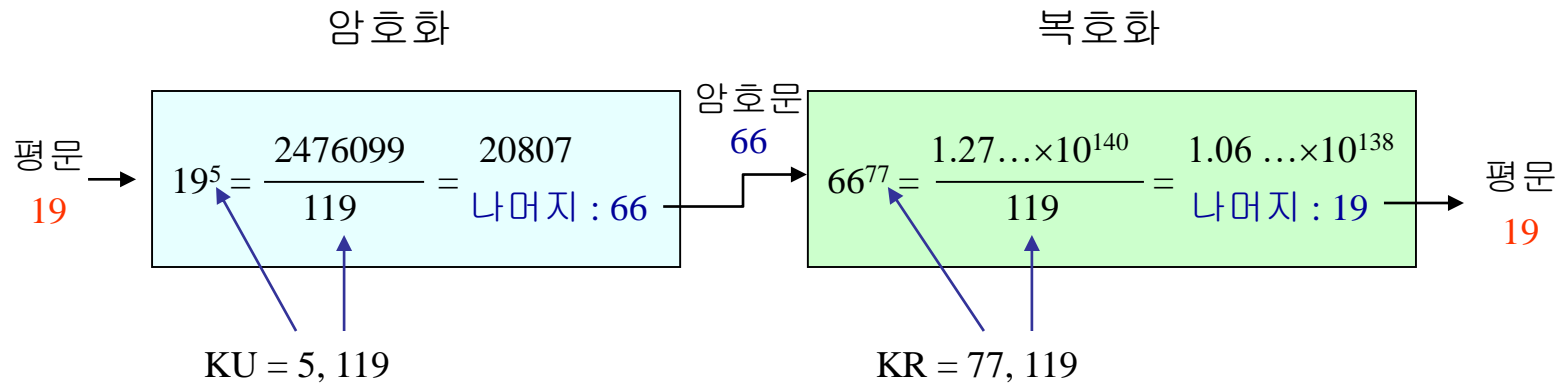 암호화
복호화
평문
19
19⁵ = 2476099 / 119 = 20807
나머지 : 66
암호문
66
66⁷⁷ = 1.27…×10¹⁴⁰ / 119 = 1.06 …×10¹³⁸
나머지 : 19
평문
19
KU = 5, 119
KR = 77, 119